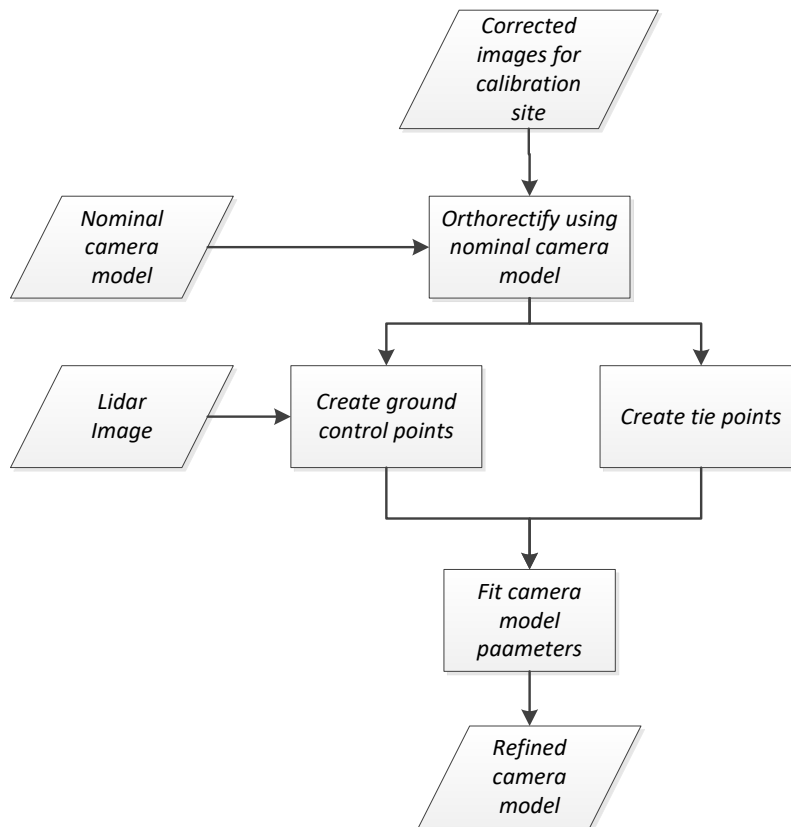 Corrected
images for
calibration
site
Nominal
camera
model
Orthorectify using
nominal camera
model
Lidar
Image
Create ground
control points
Create tie points
Fit camera
model
paameters
Refined
camera
model